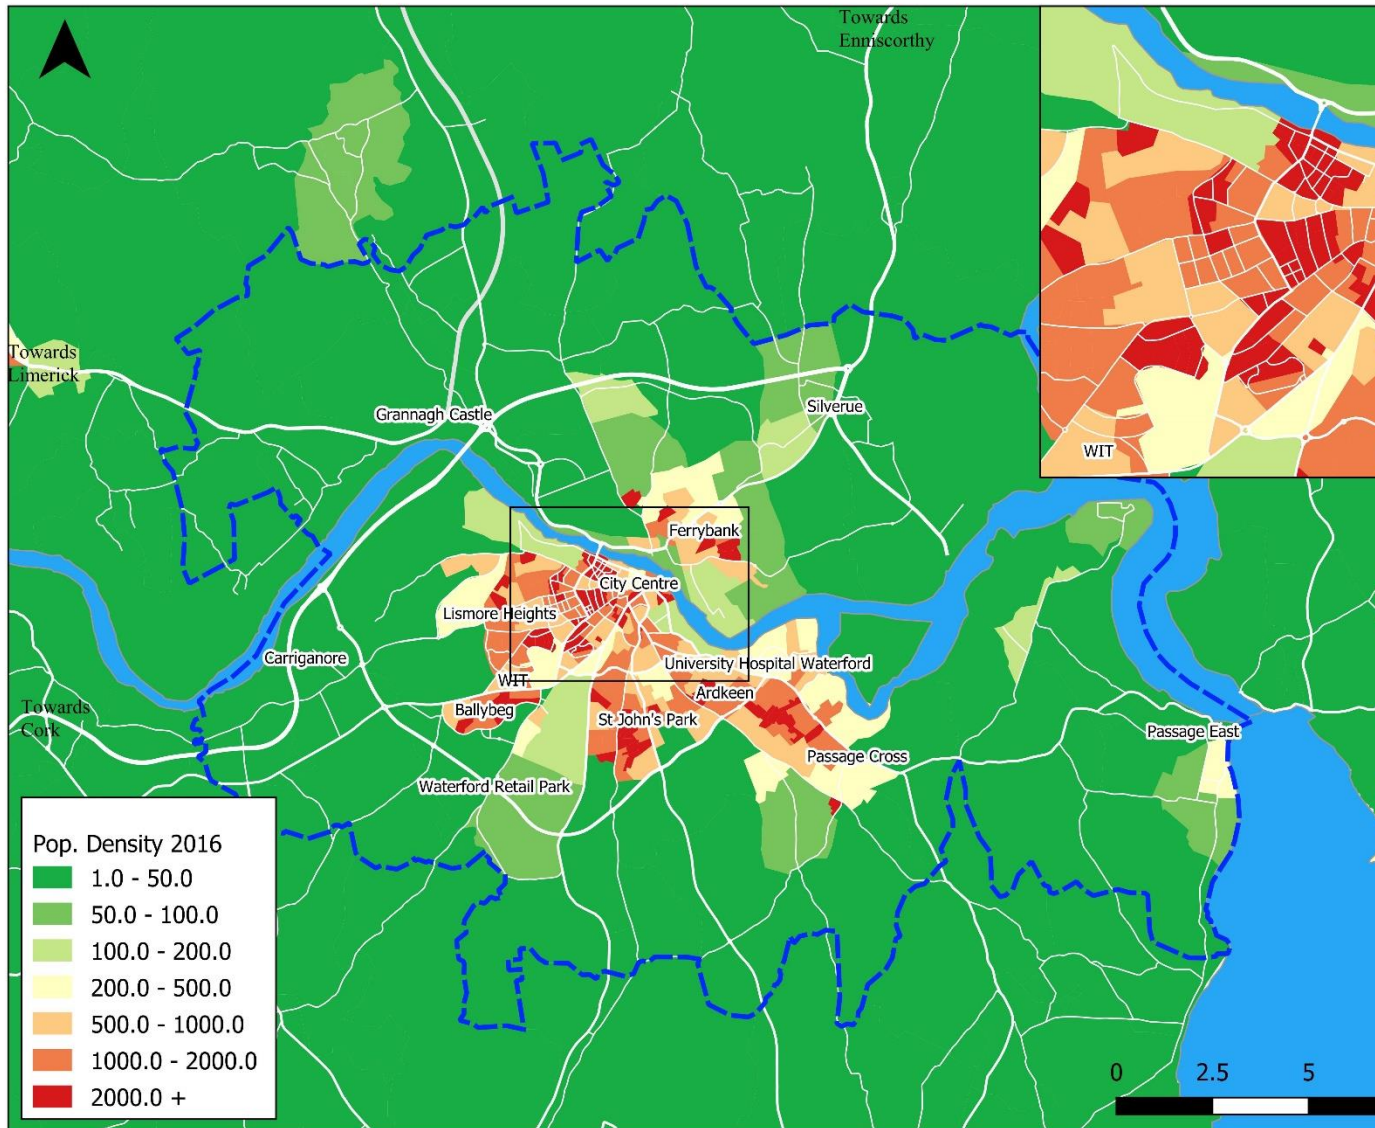 Towards
Enniscorthy
Towards
Limerick
Grannagh Castle
Silverue
WIT
Ferrybank
City Centre
Lismore Heights
Carriganore
University Hospital Waterford
WIT
Ardkeen
Ballybeg
St John's Park
Towards
Cork
Passage East
Passage Cross
Waterford Retail Park
Pop. Density 2016
1.0 - 50.0
50.0 - 100.0
100.0 - 200.0
200.0 - 500.0
500.0 - 1000.0
1000.0 - 2000.0
2000.0 +
0 2.5 5